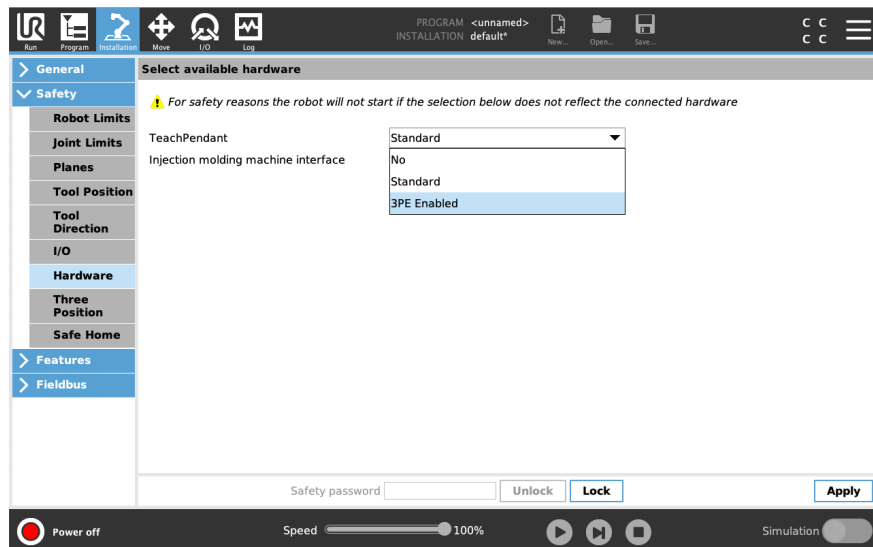 PROGRAM <unnamed>
INSTALLATION default*
C C
C C
Run Program Installation Move I/O Log New... Open... Save...
General
Safety
Robot Limits
Joint Limits
Planes
Tool Position
Tool
Direction
I/O
Hardware
Three
Position
Safe Home
Features
Fieldbus
Select available hardware
For safety reasons the robot will not start if the selection below does not reflect the connected hardware
TeachPendant Standard
Injection molding machine interface
No
Standard
3PE Enabled
Safety password Unlock Lock Apply
Power off Speed 100% Simulation